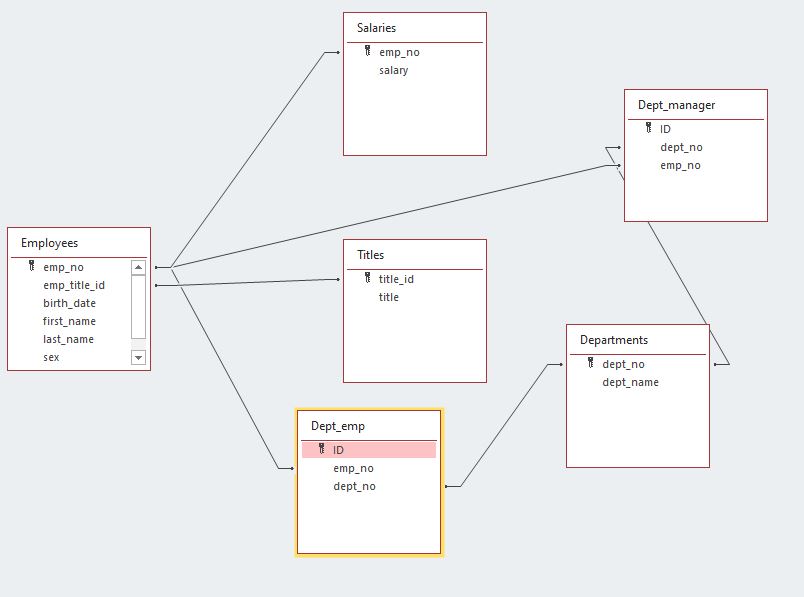 Salaries
emp_no
salary
Dept_manager
ID
dept_no
emp_no
Employees
emp_no
emp_title_id
birth_date
first_name
last_name
sex
Titles
title_id
title
Departments
dept_no
dept_name
Dept_emp
ID
emp_no
dept_no